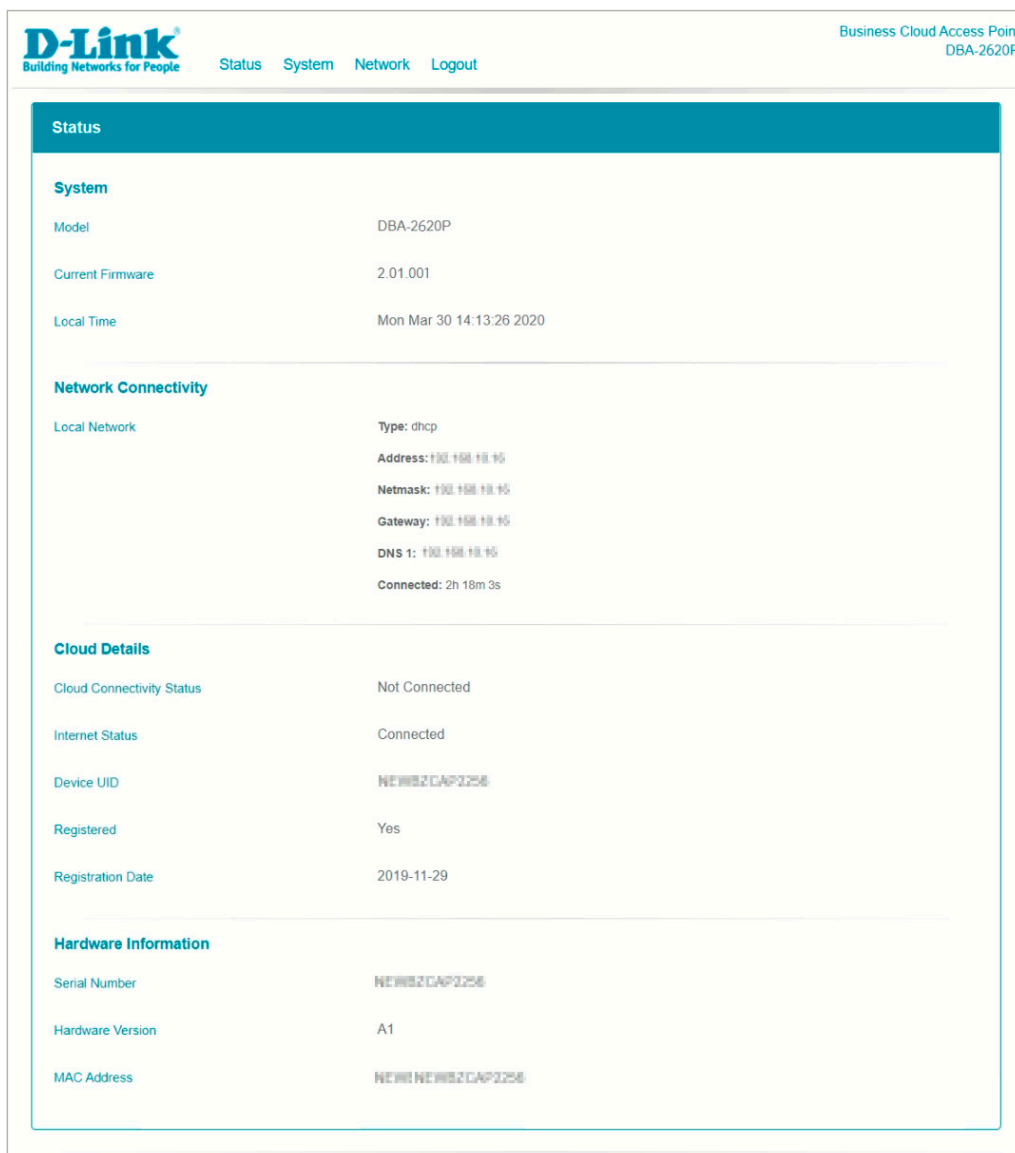 D-Link®
Building Networks for People
Status System Network Logout
Business Cloud Access Poin
DBA-2620P
Status
System
Model DBA-2620P
Current Firmware 2.01.001
Local Time Mon Mar 30 14:13:26 2020
Network Connectivity
Local Network Type: dhcp
Address:
Netmask:
Gateway:
DNS 1:
Connected: 2h 18m 3s
Cloud Details
Cloud Connectivity Status Not Connected
Internet Status Connected
Device UID
Registered Yes
Registration Date 2019-11-29
Hardware Information
Serial Number
Hardware Version A1
MAC Address